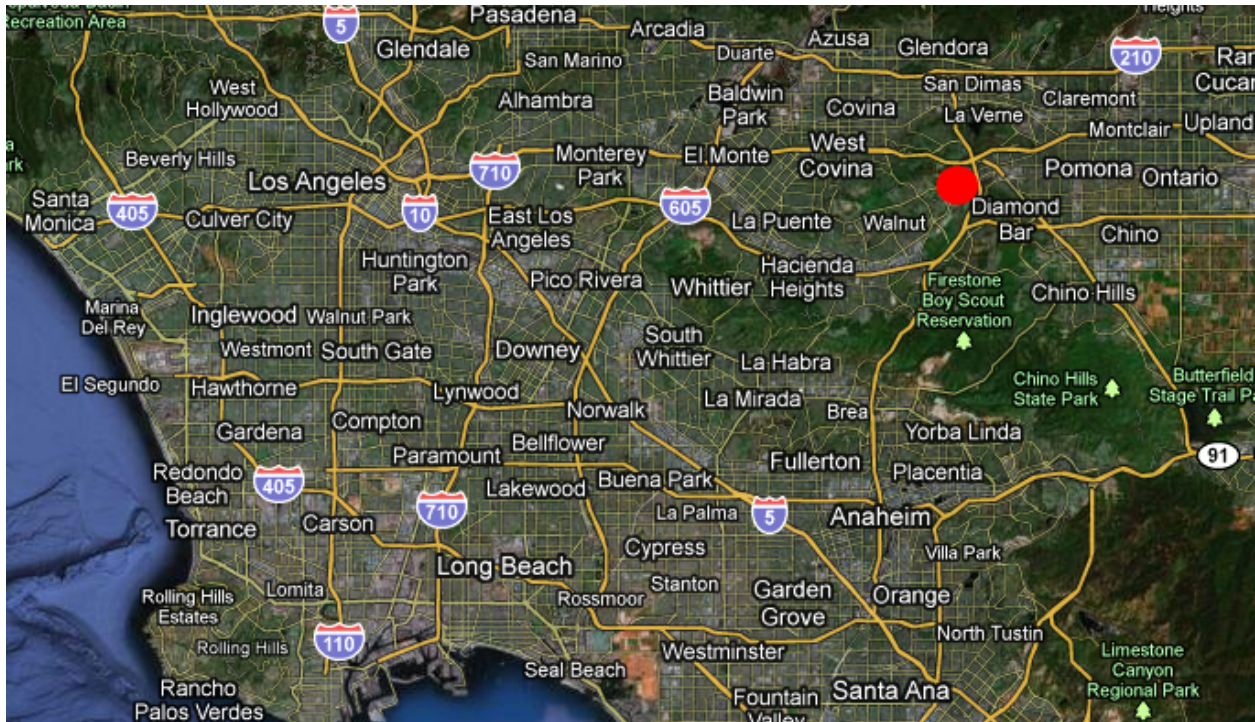 Recreation Area
5
Pasadena
Arcadia
Azusa
Heights
Glendale
San Marino
Duarte
Glendora
210
West
Hollywood
Alhambra
Baldwin
Park
Covina
San Dimas
La Verne
Claremont
Montclair
Upland
Beverly Hills
Los Angeles
710
Monterey
Park
El Monte
West
Covina
Pomona
Ontario
Santa
Monica
405
Culver City
10
East Los
Angeles
605
La Puente
Walnut
Diamond
Bar
Chino
Huntington
Park
Pico Rivera
Whittier
Hacienda
Heights
Firestone
Boy Scout
Reservation
Chino Hills
Marina
Del Rey
Inglewood
Walnut Park
South
Whittier
Westmont
South Gate
Downey
La Habra
El Segundo
Hawthorne
Lynwood
Norwalk
La Mirada
Brea
Chino Hills
State Park
Butterfield
Stage Trail
Gardena
Compton
Bellflower
Yorba Linda
Redondo
Beach
405
Paramount
Lakewood
Buena Park
Fullerton
Placentia
91
Torrance
Carson
710
La Palma
5
Anaheim
Long Beach
Cypress
Villa Park
Rolling Hills
Estates
Lomita
Rossmoor
Stanton
Garden
Grove
Orange
Rolling Hills
110
Seal Beach
Westminster
North Tustin
Limestone
Canyon
Regional Park
Rancho
Palos Verdes
Fountain
Valley
Santa Ana